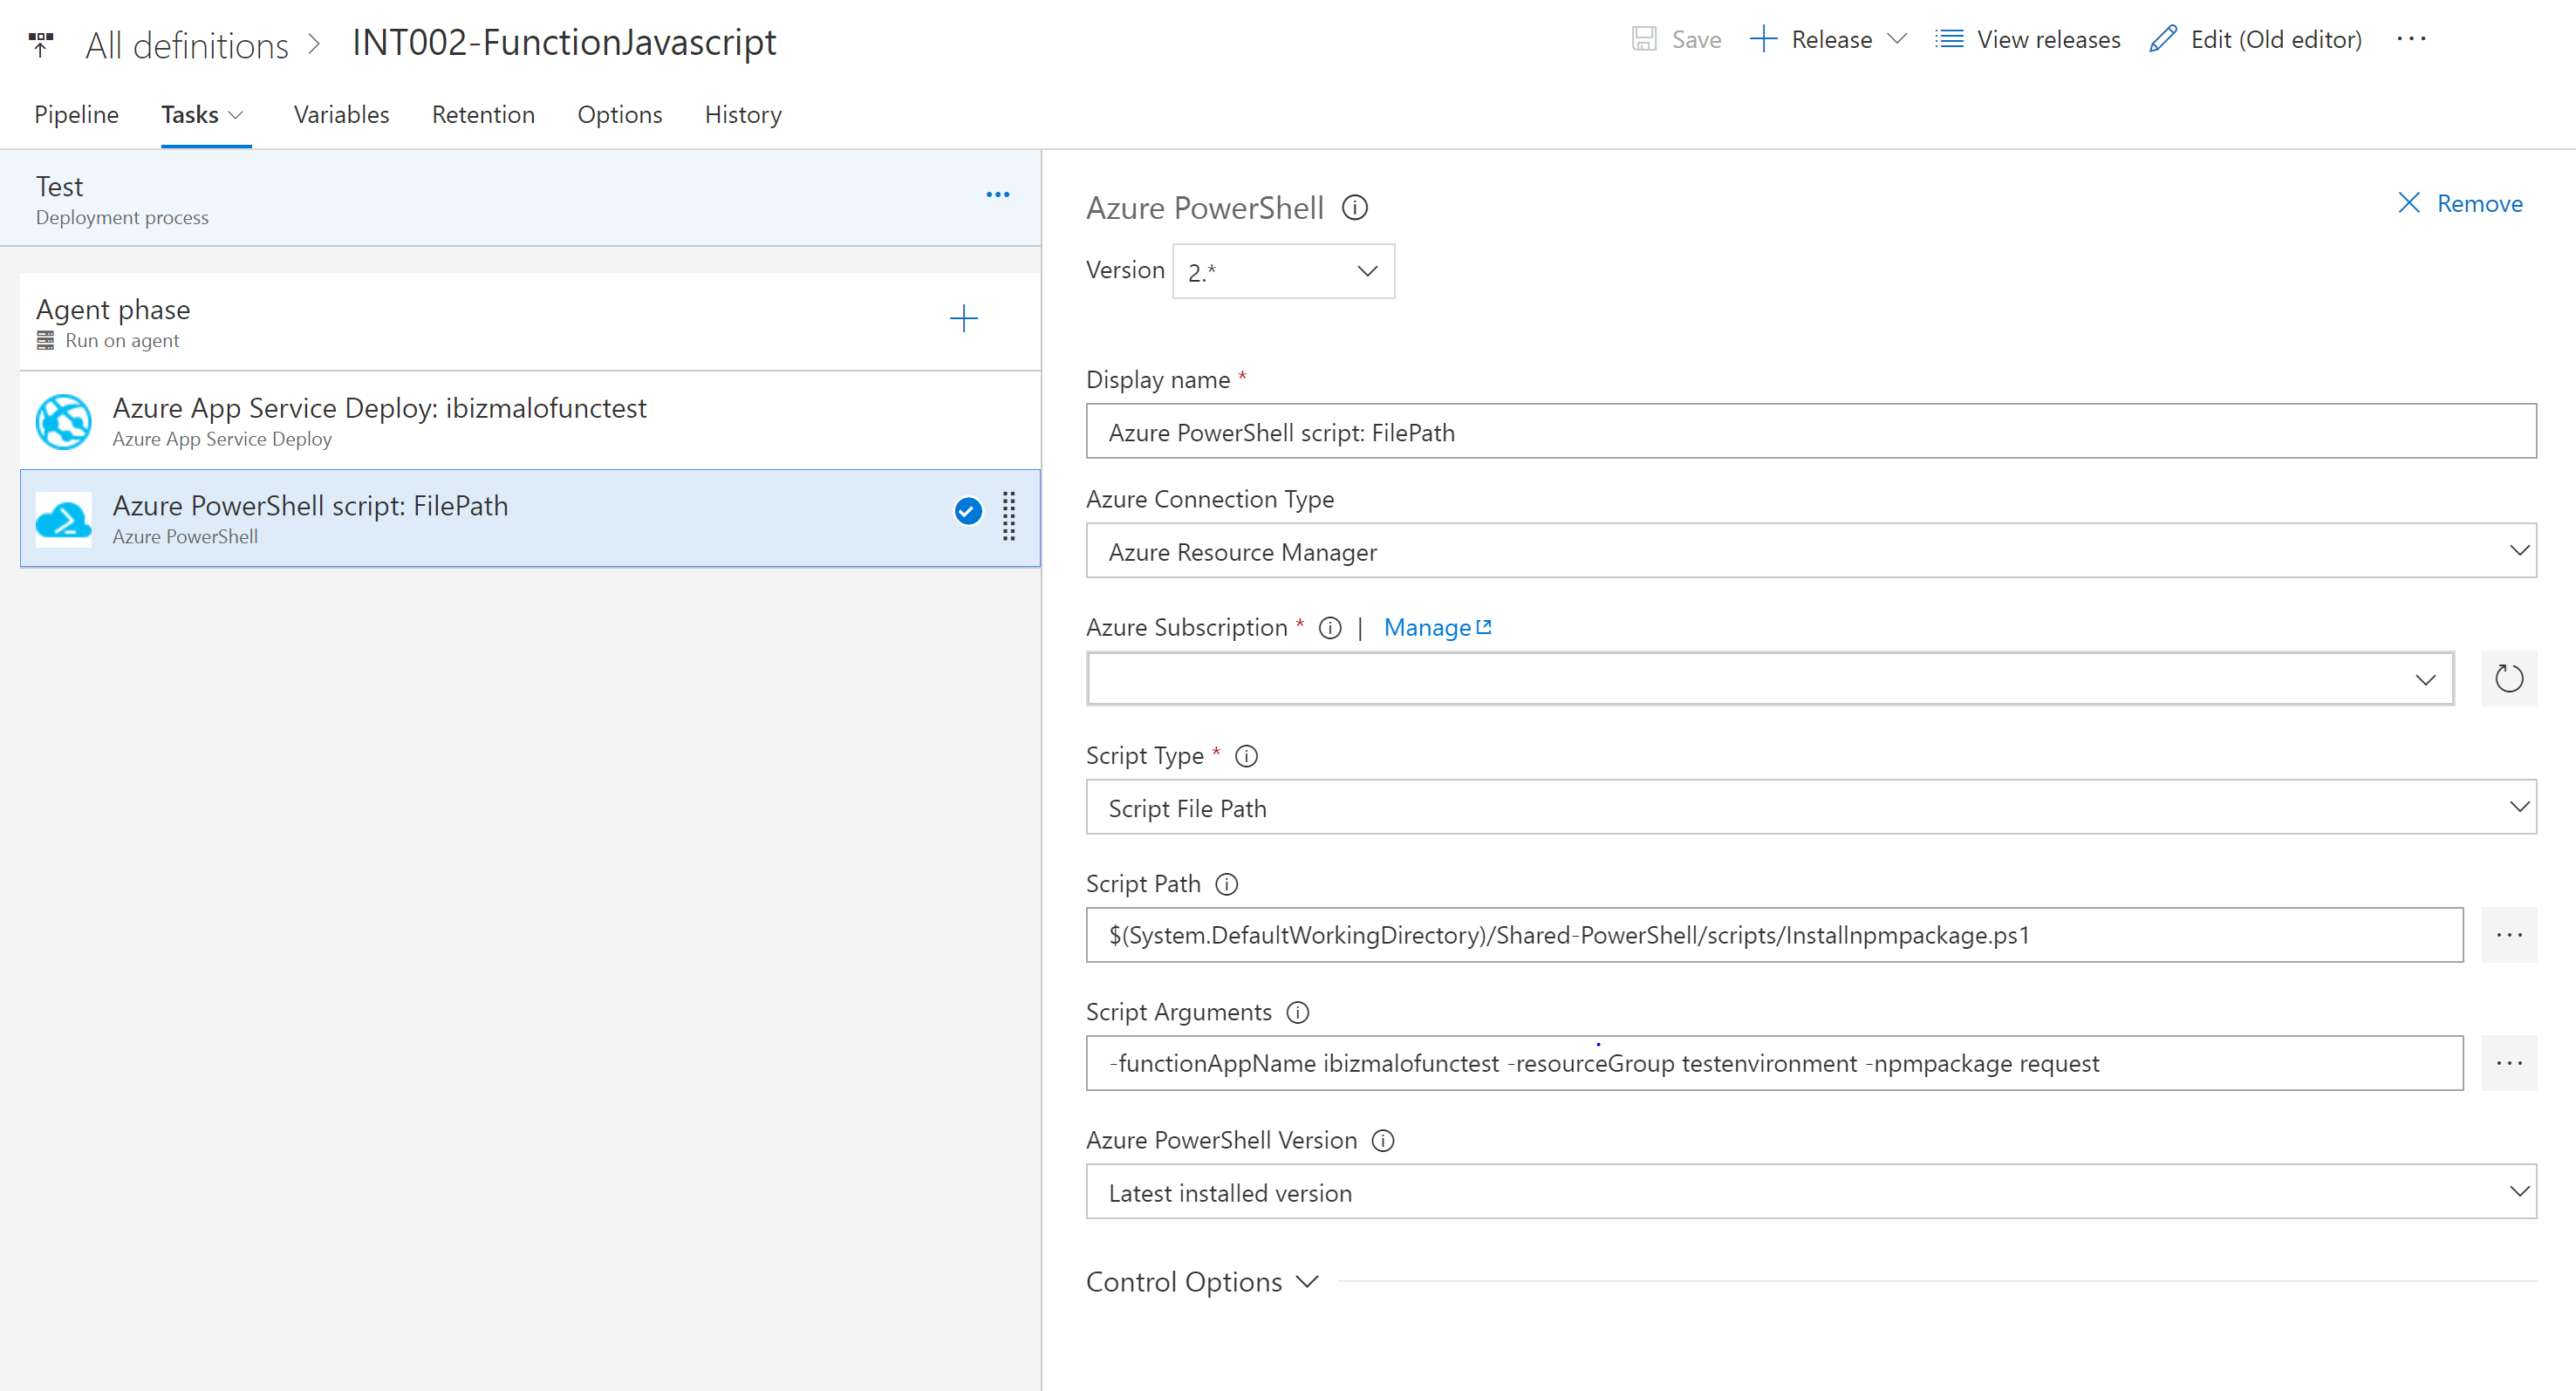 All definitions > INT002-FunctionJavascript
Save Release View releases Edit (Old editor) ...
Pipeline Tasks Variables Retention Options History
Test
Deployment process
Agent phase
Run on agent
Azure App Service Deploy: ibizmalofunctest
Azure App Service Deploy
Azure PowerShell script: FilePath
Azure PowerShell
Azure PowerShell
Remove
Version 2.*
Display name *
Azure PowerShell script: FilePath
Azure Connection Type
Azure Resource Manager
Azure Subscription * | Manage
Script Type *
Script File Path
Script Path
$(System.DefaultWorkingDirectory)/Shared-PowerShell/scripts/Installnpmpackage.ps1
Script Arguments
-functionAppName ibizmalofunctest -resourceGroup testenvironment -npmpackage request
Azure PowerShell Version
Latest installed version
Control Options